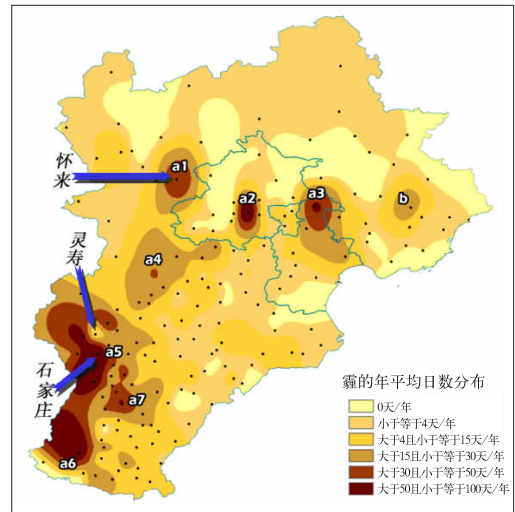 怀来
a1
a2
a3
b
灵寿
a4
石家庄
a5
a7
a6
霾的年平均日数分布
0天/年
小于等于4天/年
大于4且小于等于15天/年
大于15且小于等于30天/年
大于30且小于等于50天/年
大于50且小于等于100天/年